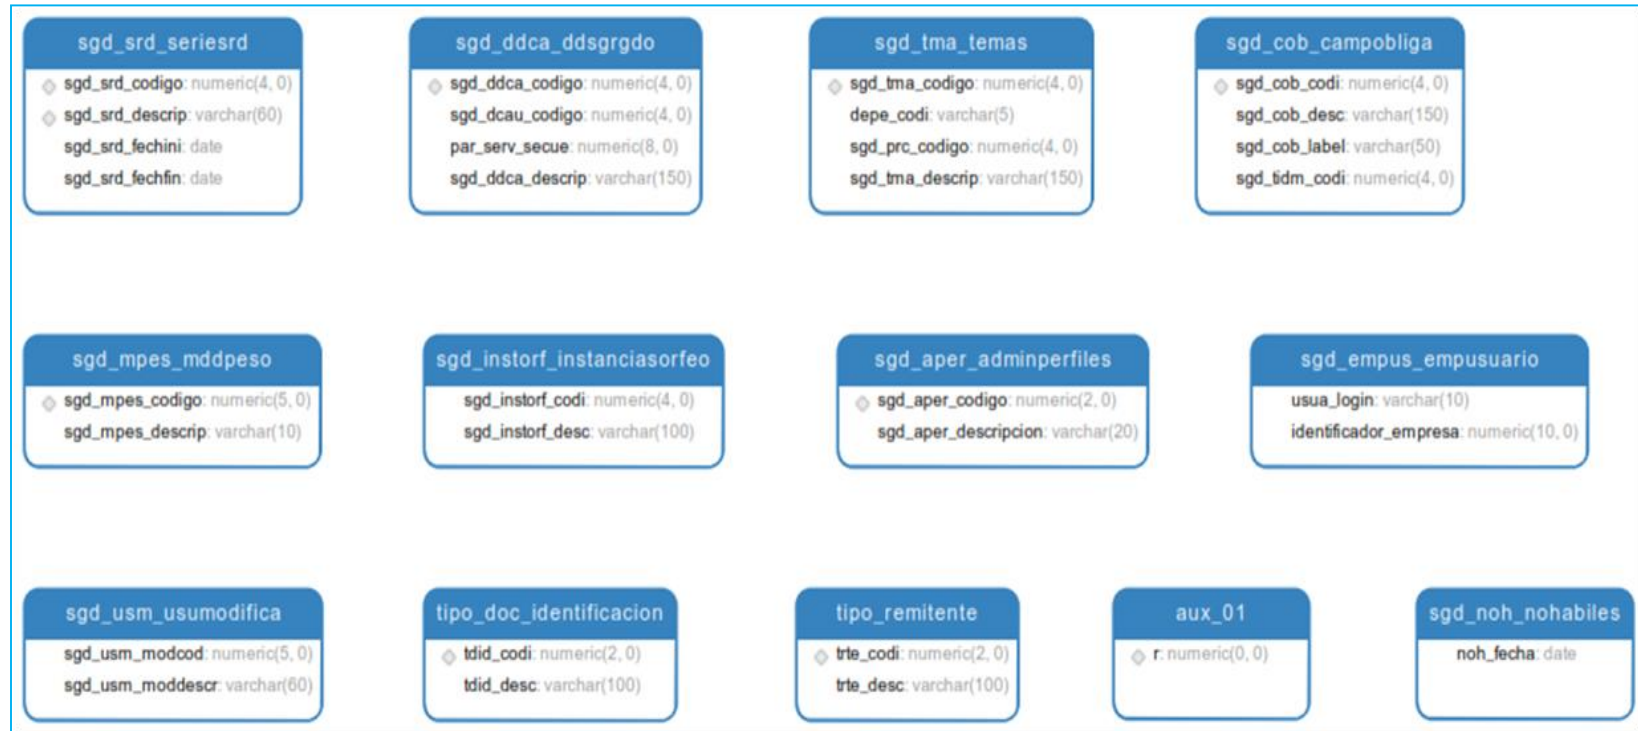 sgd_srd_seriesrd
sgd_srd_codigo: numeric(4, 0)
sgd_srd_descrip: varchar(60)
sgd_srd_fechini: date
sgd_srd_fechfin: date
sgd_ddca_ddsgrgdo
sgd_ddca_codigo: numeric(4, 0)
sgd_dcau_codigo: numeric(4, 0)
par_serv_secue: numeric(8, 0)
sgd_ddca_descrip: varchar(150)
sgd_tma_temas
sgd_tma_codigo: numeric(4, 0)
depe_codi: varchar(5)
sgd_prc_codigo: numeric(4, 0)
sgd_tma_descrip: varchar(150)
sgd_cob_campobliga
sgd_cob_codi: numeric(4, 0)
sgd_cob_desc: varchar(150)
sgd_cob_label: varchar(50)
sgd_tidm_codi: numeric(4, 0)
sgd_mpes_mddpeso
sgd_mpes_codigo: numeric(5, 0)
sgd_mpes_descrip: varchar(10)
sgd_instorf_instanciasorfeo
sgd_instorf_codi: numeric(4, 0)
sgd_instorf_desc: varchar(100)
sgd_aper_adminperfiles
sgd_aper_codigo: numeric(2, 0)
sgd_aper_descripcion: varchar(20)
sgd_empus_empusuario
usua_login: varchar(10)
identificador_empresa: numeric(10, 0)
sgd_usm_usumodifica
sgd_usm_modcod: numeric(5, 0)
sgd_usm_moddescr: varchar(60)
tipo_doc_identificacion
tdid_codi: numeric(2, 0)
tdid_desc: varchar(100)
tipo_remitente
trte_codi: numeric(2, 0)
trte_desc: varchar(100)
aux_01
r: numeric(0, 0)
sgd_noh_nohabiles
noh_fecha: date